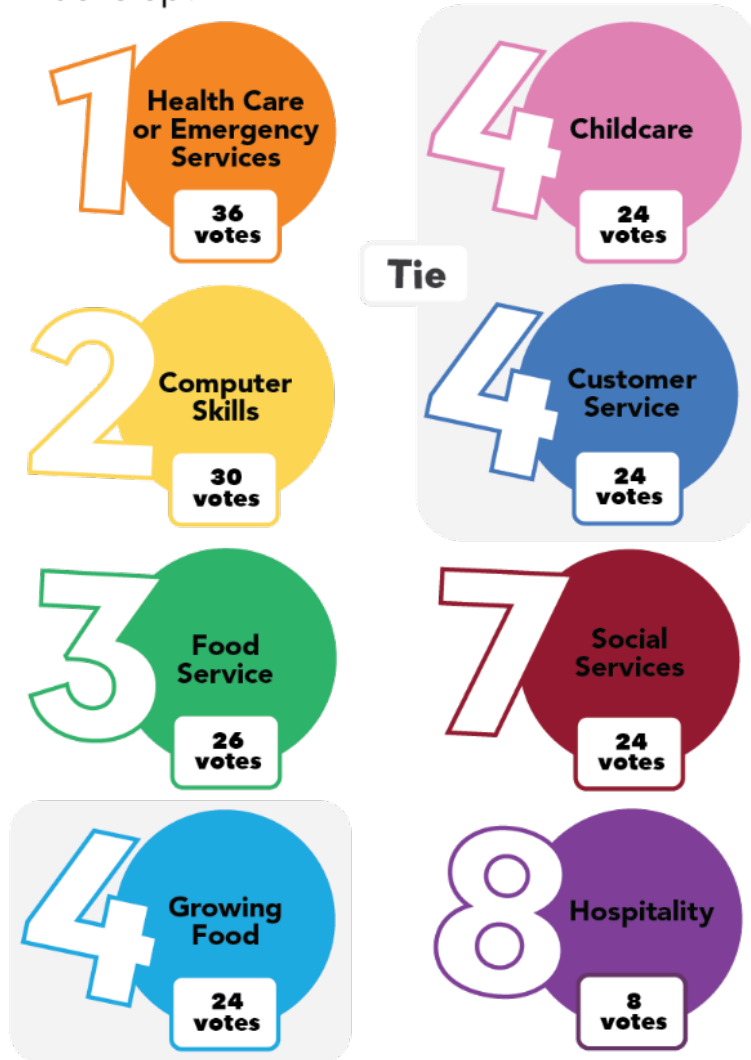 1
Health Care
or Emergency
Services
36
votes
2
Computer
Skills
30
votes
3
Food
Service
26
votes
4
Growing
Food
24
votes
Tie
4
Childcare
24
votes
4
Customer
Service
24
votes
7
Social
Services
24
votes
8
Hospitality
8
votes